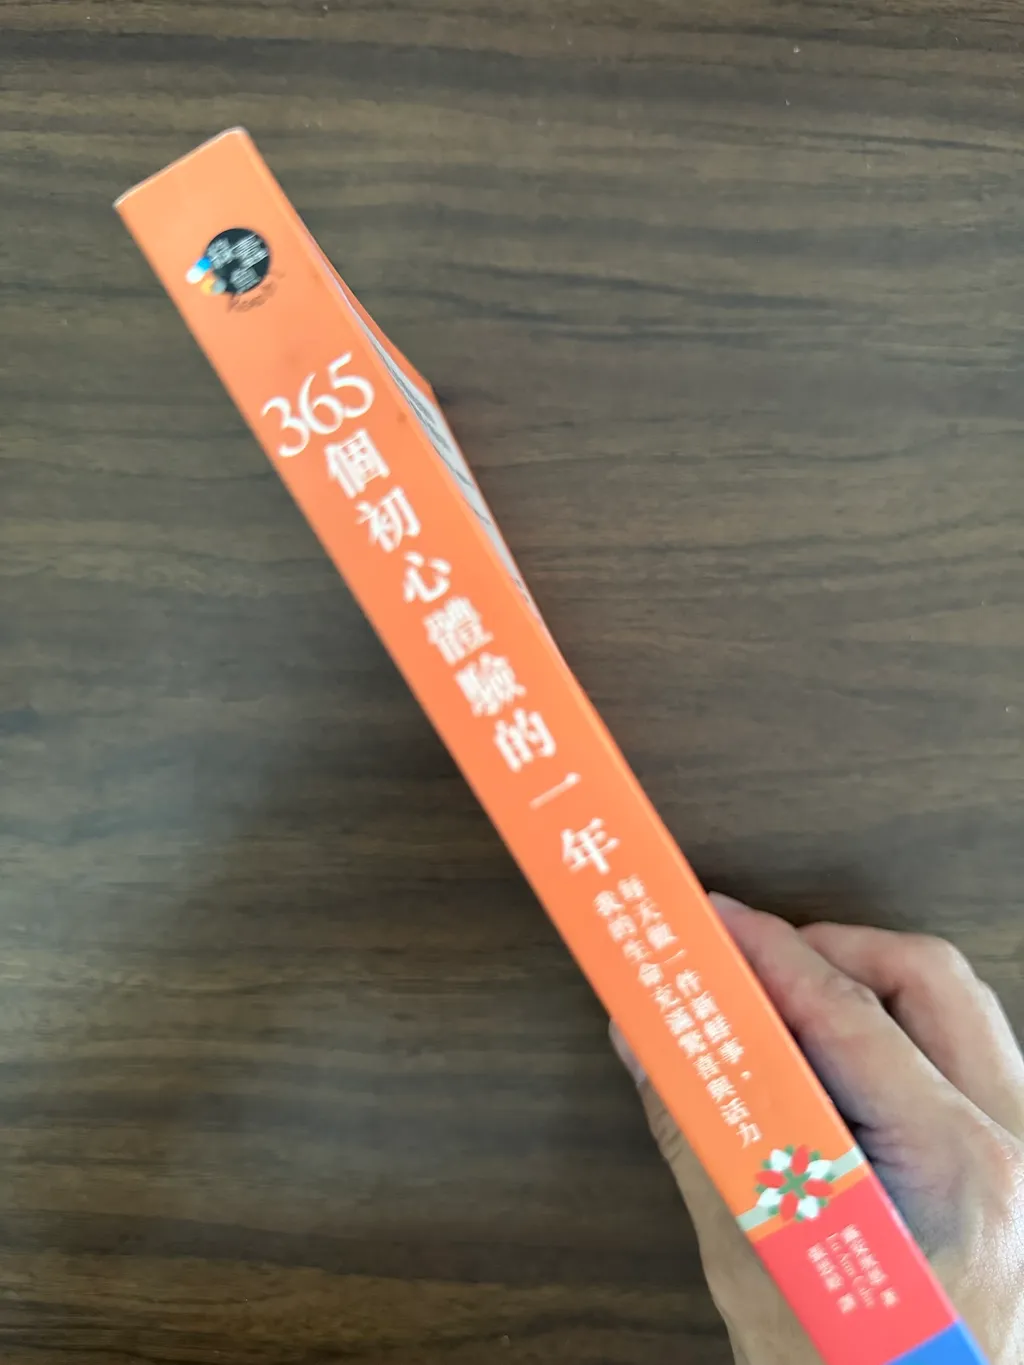 365個初心體驗的一年
每天做一件新鮮事，
我的生命充滿驚喜與活力